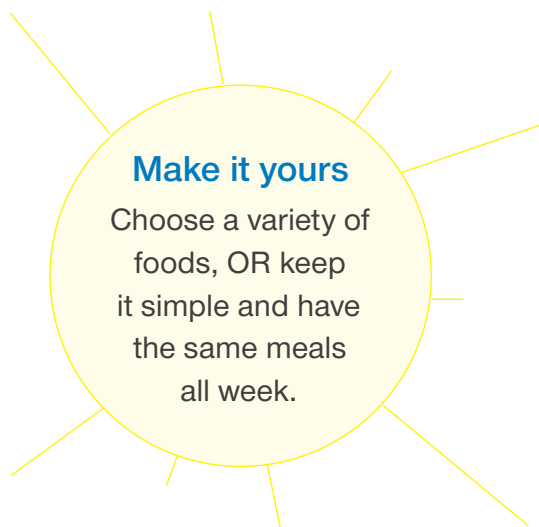 Make it yours
Choose a variety of
foods, OR keep
it simple and have
the same meals
all week.